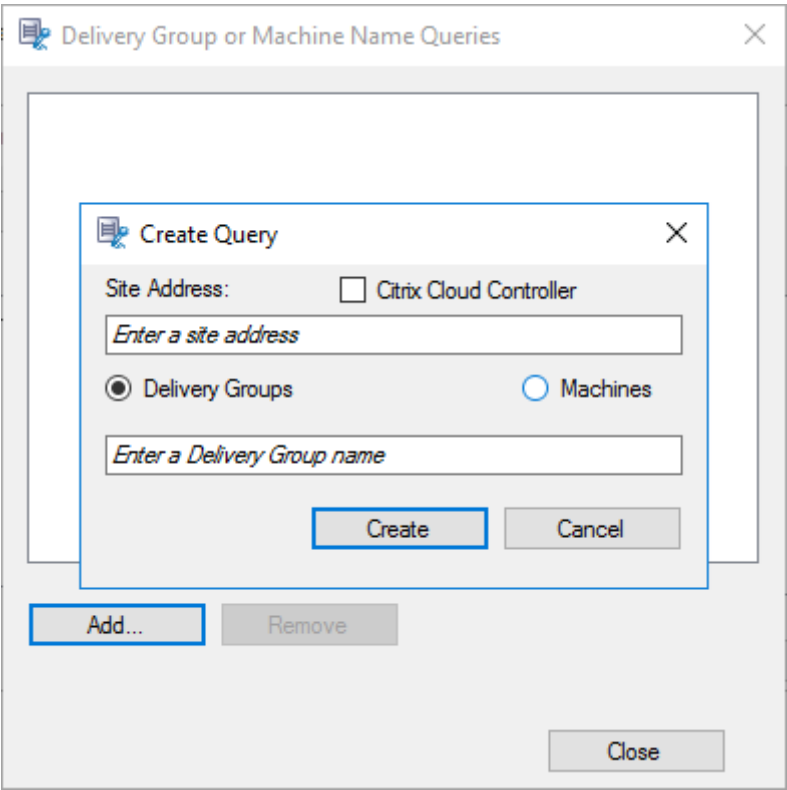 Delivery Group or Machine Name Queries
Create Query
Site Address: Citrix Cloud Controller
Enter a site address
Delivery Groups Machines
Enter a Delivery Group name
Create Cancel
Add... Remove
Close